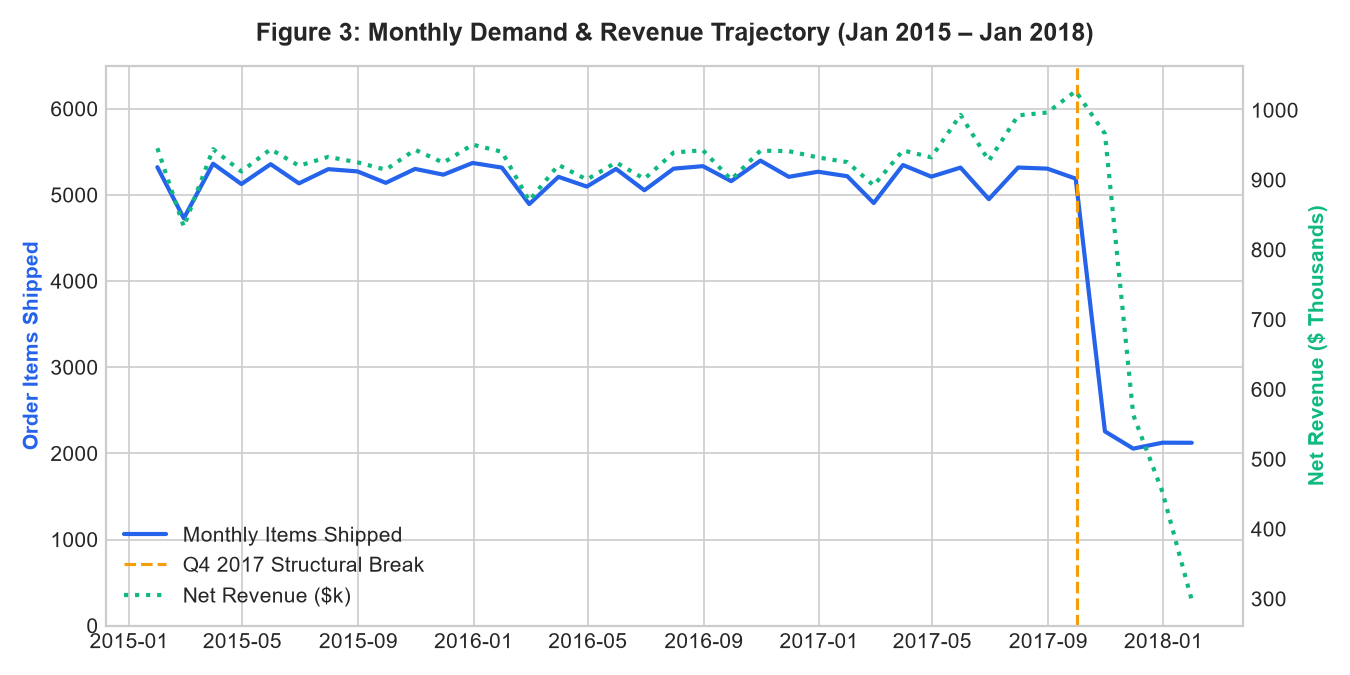 Figure 3: Monthly Demand & Revenue Trajectory (Jan 2015 – Jan 2018)
Order Items Shipped
6000
5000
4000
3000
2000
1000
0
1000
900
800
700
600
500
400
300
Net Revenue ($ Thousands)
Monthly Items Shipped
Q4 2017 Structural Break
Net Revenue ($k)
2015-01 2015-05 2015-09 2016-01 2016-05 2016-09 2017-01 2017-05 2017-09 2018-01